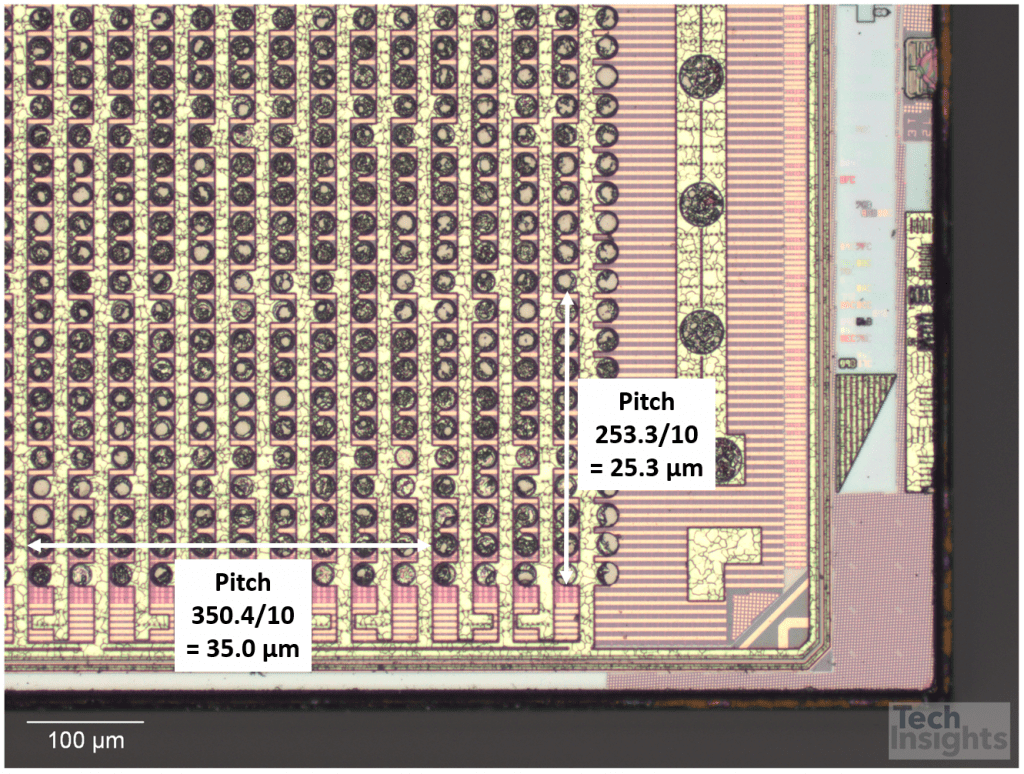 Pitch
253.3/10
= 25.3 µm
Pitch
350.4/10
= 35.0 µm
100 µm
Tech
Insights